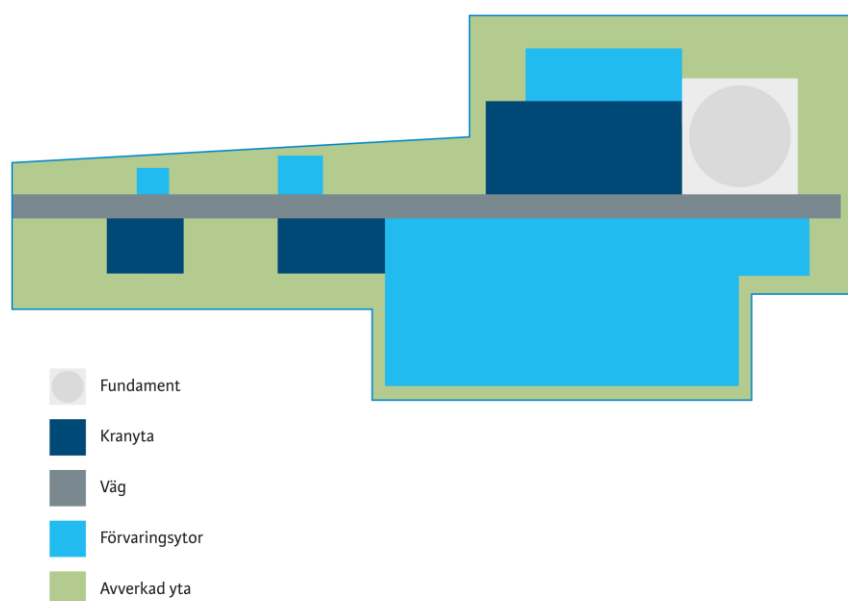 Fundament
Kranyta
Väg
Förvaringsytor
Avverkad yta